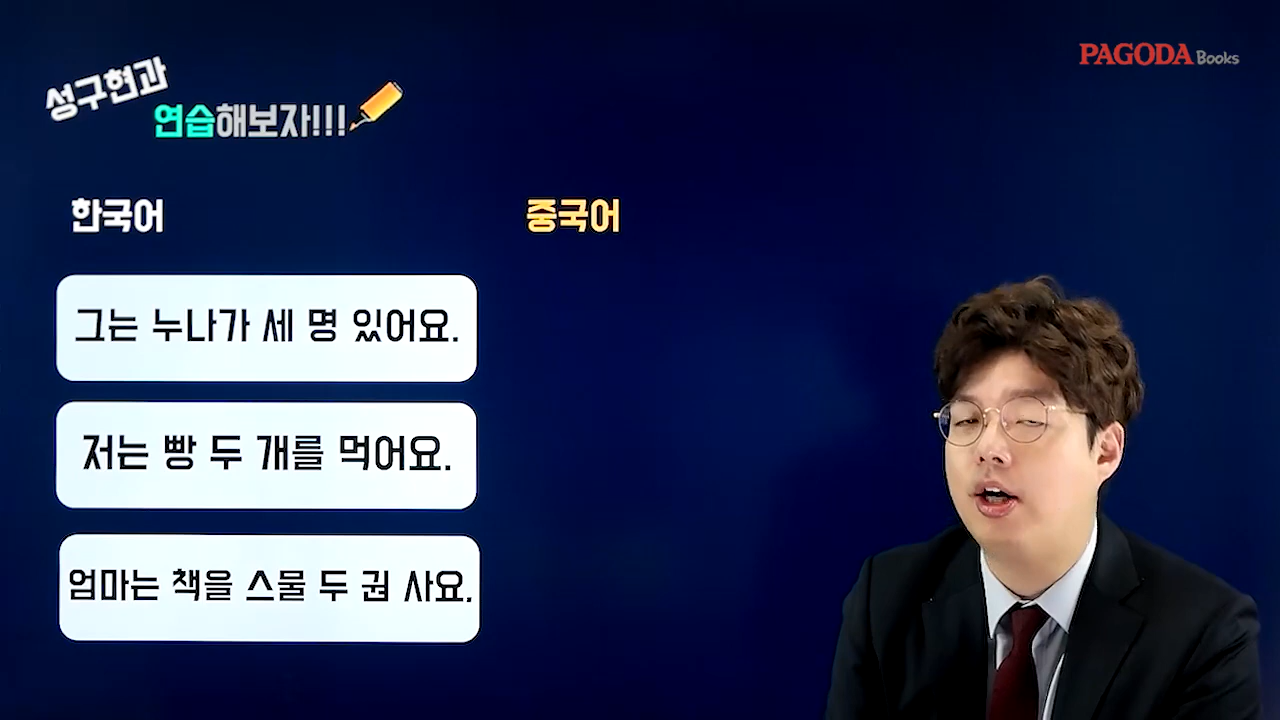 PAGODA Books
성구현과
연습해보자!!!
한국어
중국어
그는 누나가 세 명 있어요.
저는 빵 두 개를 먹어요.
엄마는 책을 스물 두 권 사요.